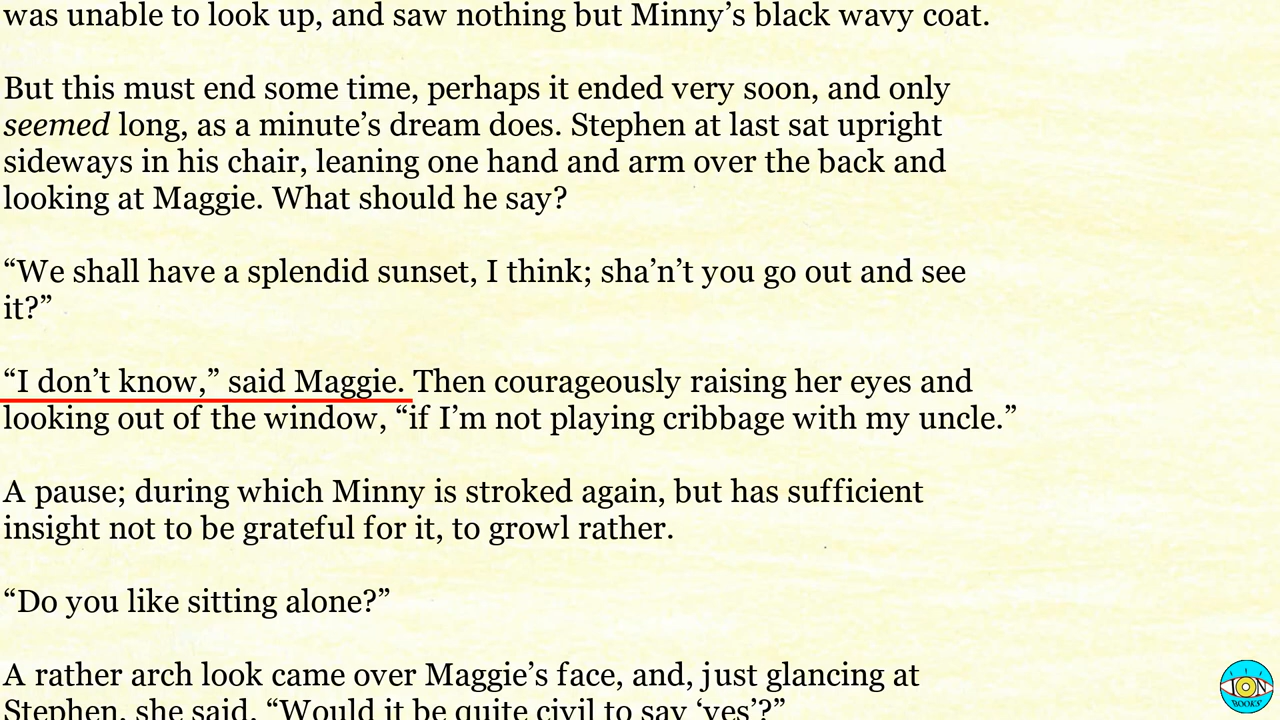 was unable to look up, and saw nothing but Minny’s black wavy coat.
But this must end some time, perhaps it ended very soon, and only
seemed long, as a minute’s dream does. Stephen at last sat upright
sideways in his chair, leaning one hand and arm over the back and
looking at Maggie. What should he say?
“We shall have a splendid sunset, I think; sha’n’t you go out and see
it?”
“I don’t know,” said Maggie. Then courageously raising her eyes and
looking out of the window, “if I’m not playing cribbage with my uncle.”
A pause; during which Minny is stroked again, but has sufficient
insight not to be grateful for it, to growl rather.
“Do you like sitting alone?”
A rather arch look came over Maggie’s face, and, just glancing at
Stephen, she said, “Would it be quite civil to say ‘yes’?”
ION
BOOKS